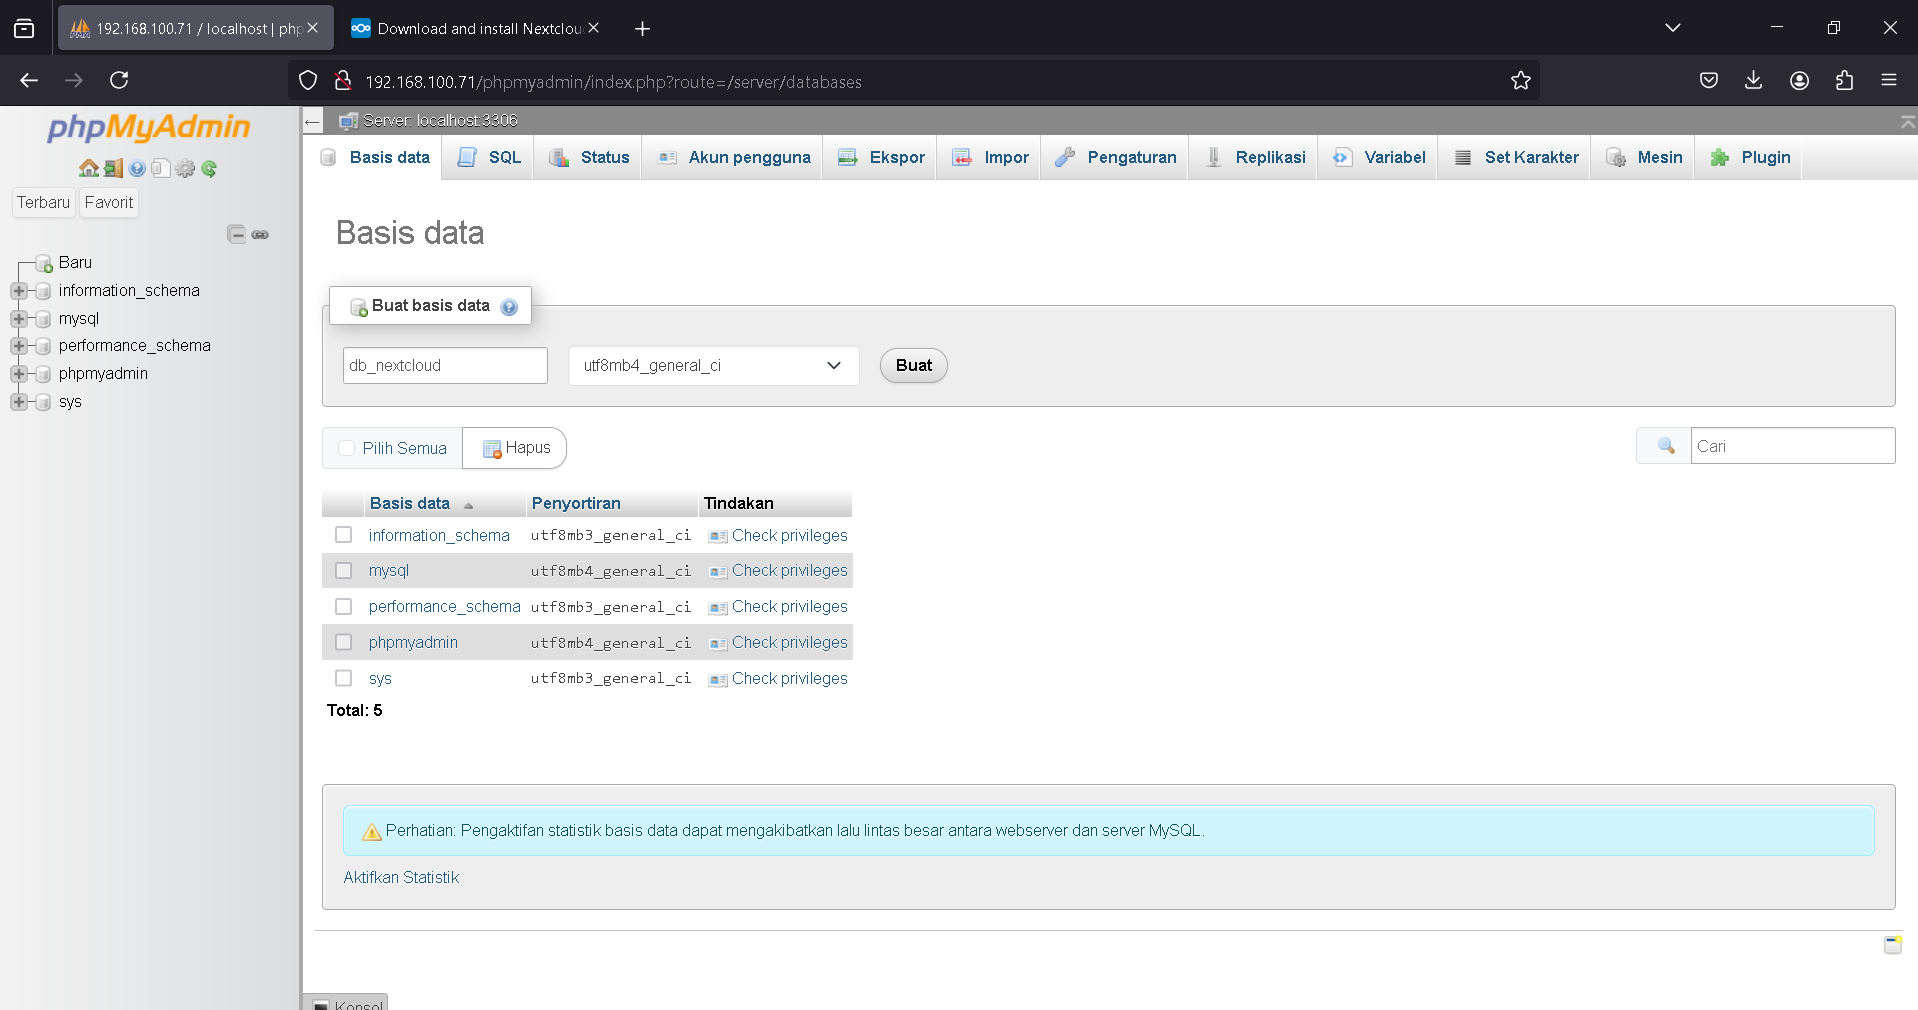 192.168.100.71 / localhost | php
Download and install Nextclou
192.168.100.71/phpmyadmin/index.php?route=/server/databases
phpMyAdmin
Terbaru Favorit
Baru
information_schema
mysql
performance_schema
phpmyadmin
sys
Server: localhost:3306
Basis data SQL Status Akun pengguna Ekspor Impor Pengaturan Replikasi Variabel Set Karakter Mesin Plugin
Basis data
Buat basis data
db_nextcloud utf8mb4_general_ci Buat
Pilih Semua Hapus Cari
Basis data Penyortiran Tindakan
information_schema utf8mb3_general_ci Check privileges
mysql utf8mb4_general_ci Check privileges
performance_schema utf8mb3_general_ci Check privileges
phpmyadmin utf8mb4_general_ci Check privileges
sys utf8mb3_general_ci Check privileges
Total: 5
Perhatian: Pengaktifan statistik basis data dapat mengakibatkan lalu lintas besar antara webserver dan server MySQL.
Aktifkan Statistik
Konsol